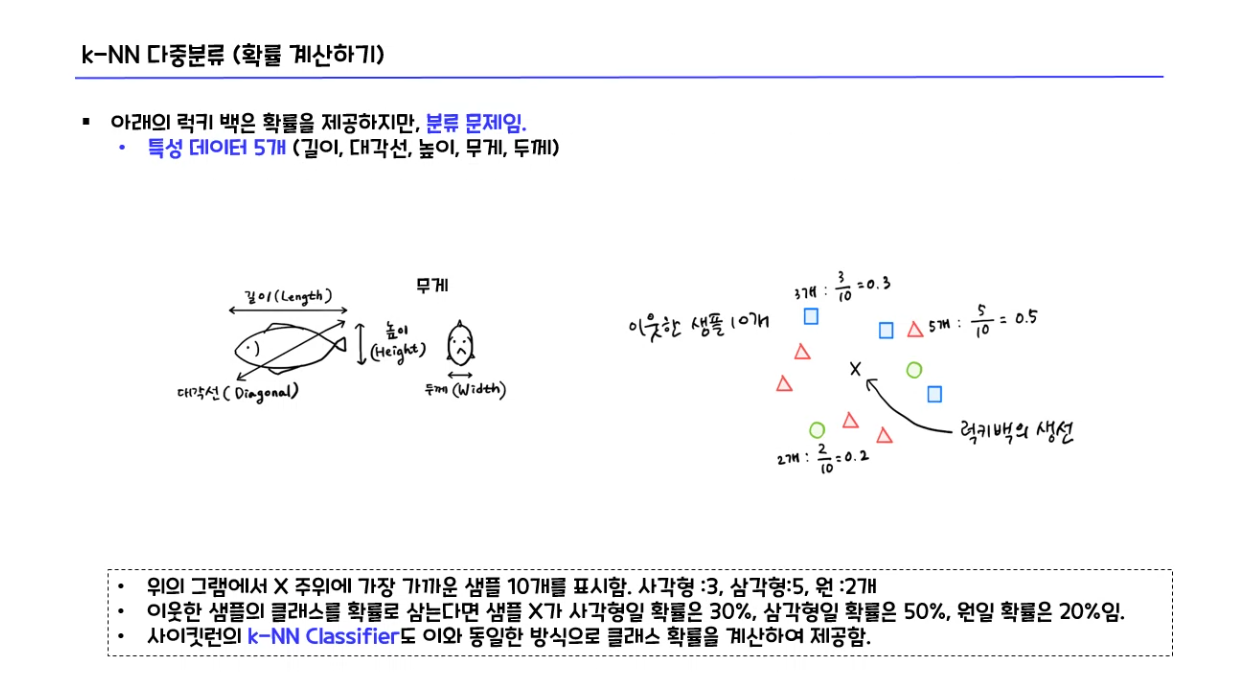 k-NN 다중분류 (확률 계산하기)
▪ 아래의 럭키 백은 확률을 제공하지만, 분류 문제임.
• 특성 데이터 5개 (길이, 대각선, 높이, 무게, 두께)
무게
길이(Length)
높이
(Height)
대각선(Diagonal)
두께(Width)
3개 : 3/10 = 0.3
이웃한 샘플 10개
5개 : 5/10 = 0.5
X
럭키백의 생선
2개 : 2/10 = 0.2
• 위의 그램에서 X 주위에 가장 가까운 샘플 10개를 표시함. 사각형 :3, 삼각형:5, 원 :2개
• 이웃한 샘플의 클래스를 확률로 삼는다면 샘플 X가 사각형일 확률은 30%, 삼각형일 확률은 50%, 원일 확률은 20%임.
• 사이킷런의 k-NN Classifier도 이와 동일한 방식으로 클래스 확률을 계산하여 제공함.